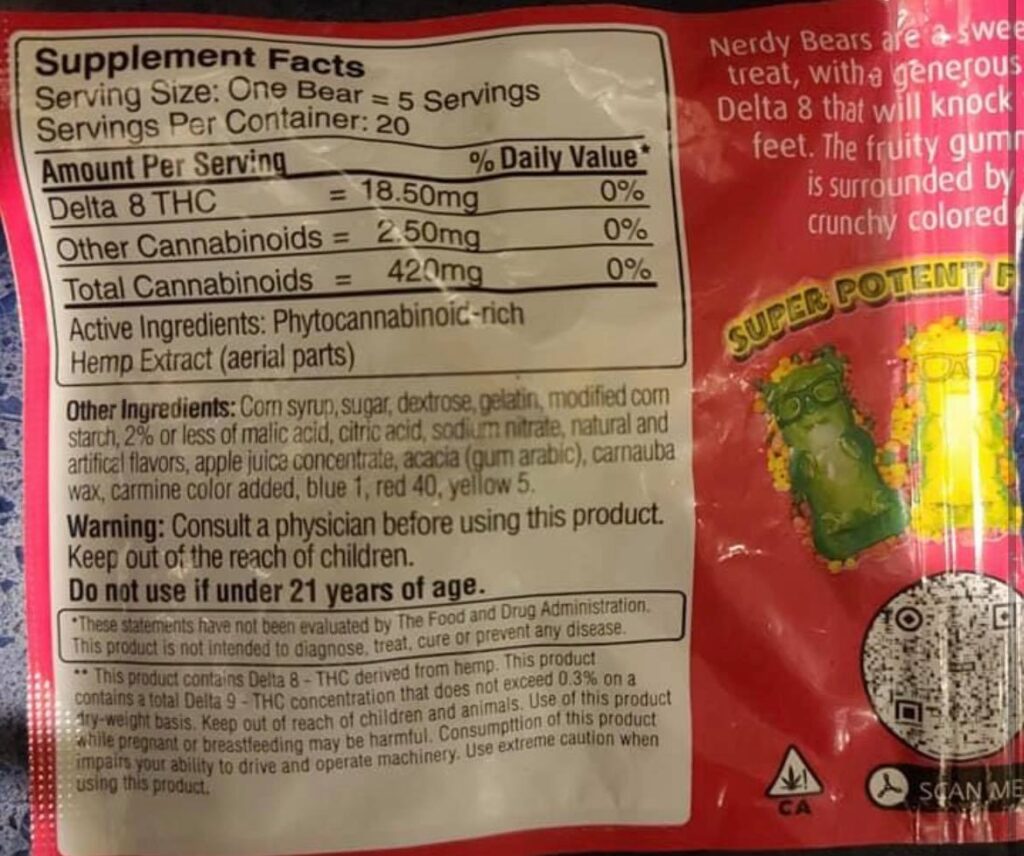 Supplement Facts
Serving Size: One Bear = 5 Servings
Servings Per Container: 20
Amount Per Serving % Daily Value*
Delta 8 THC = 18.50mg 0%
Other Cannabinoids = 2.50mg 0%
Total Cannabinoids = 420mg 0%
Active Ingredients: Phytocannabinoid-rich
Hemp Extract (aerial parts)
Other Ingredients: Corn syrup, sugar, dextrose, gelatin, modified corn
starch, 2% or less of malic acid, citric acid, sodium nitrate, natural and
artifical flavors, apple juice concentrate, acacia (gum arabic), carnauba
wax, carmine color added, blue 1, red 40, yellow 5.
Warning: Consult a physician before using this product.
Keep out of the reach of children.
Do not use if under 21 years of age.
*These statements have not been evaluated by The Food and Drug Administration.
This product is not intended to diagnose, treat, cure or prevent any disease.
** This product contains Delta 8 - THC derived from hemp. This product
contains a total Delta 9 - THC concentration that does not exceed 0.3% on a
dry-weight basis. Keep out of reach of children and animals. Use of this product
while pregnant or breastfeeding may be harmful. Consumpttion of this product
impairs your ability to drive and operate machinery. Use extreme caution when
using this product.
Nerdy Bears are a swee
treat, with a generous
Delta 8 that will knock
feet. The fruity gumm
is surrounded by
crunchy colored
SUPER POTENT F
CA
SCAN ME